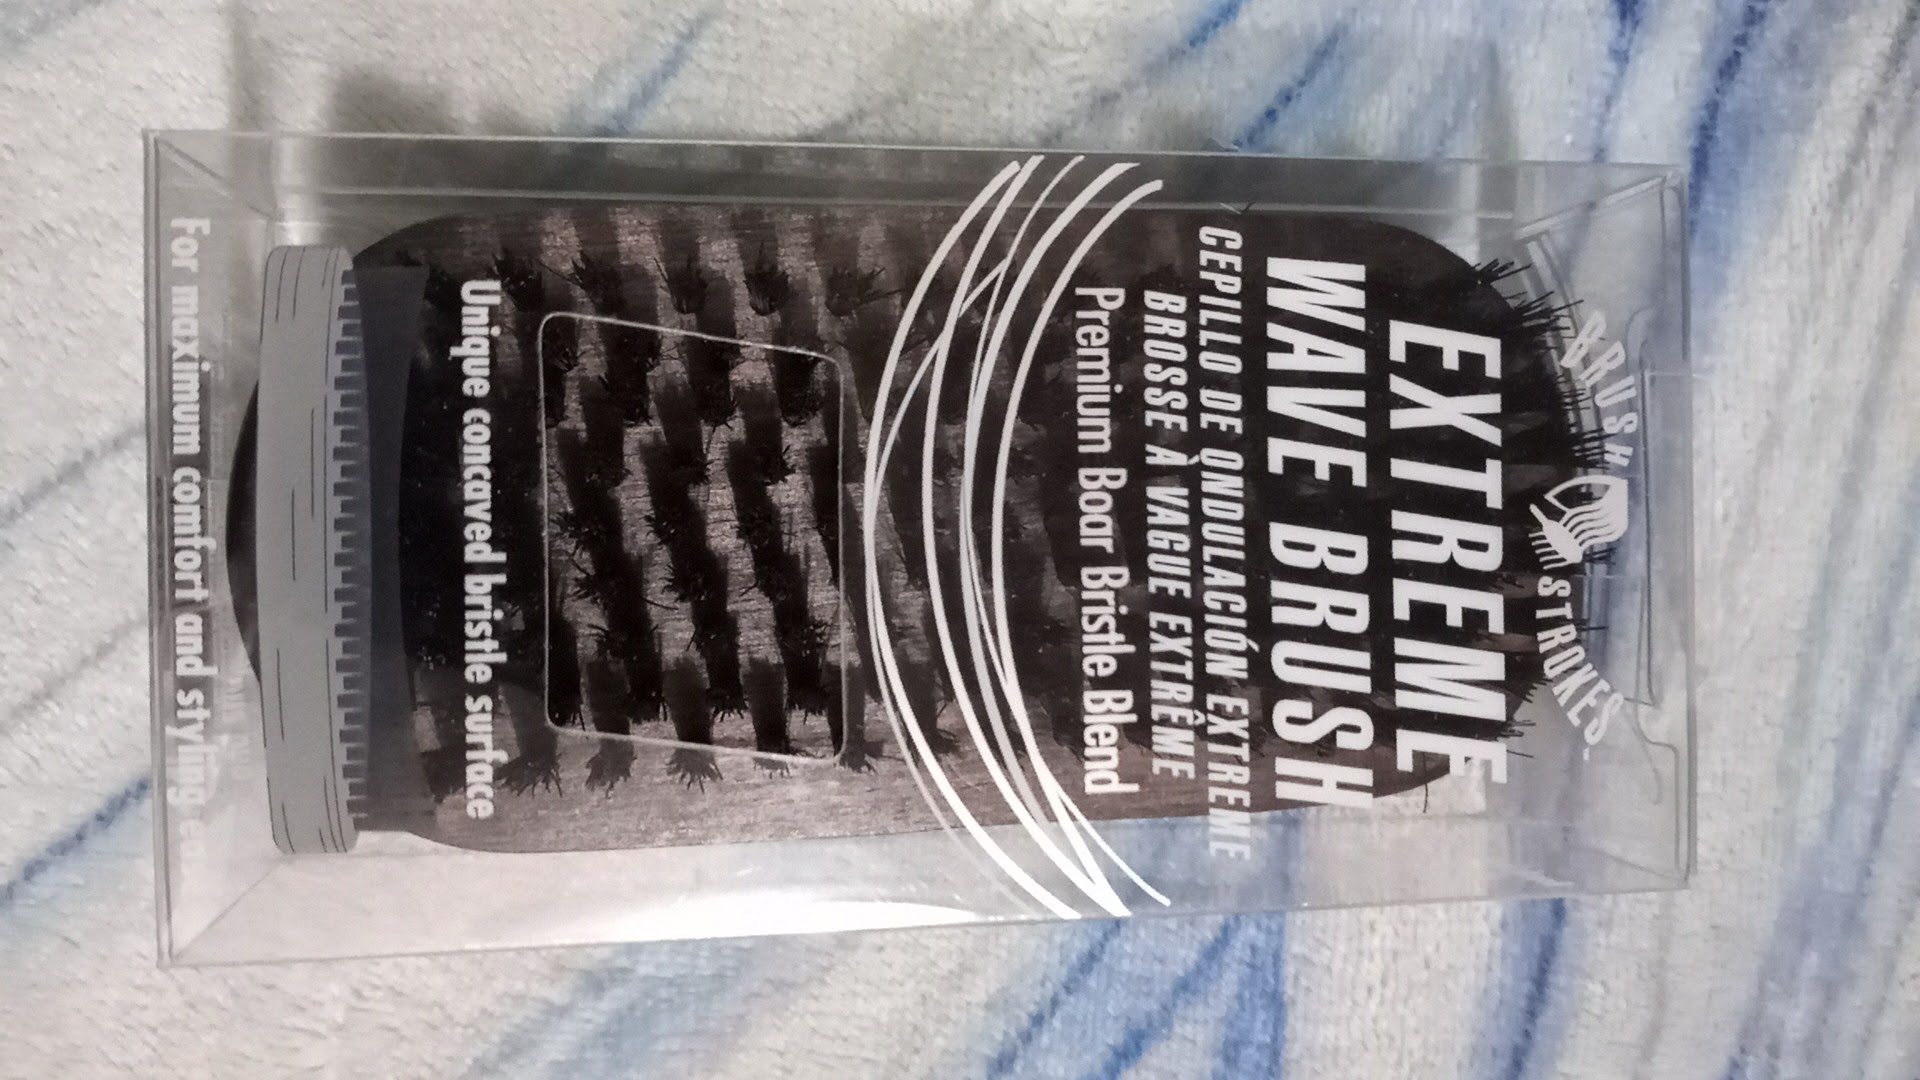 BRUSH STROKES™
EXTREME
WAVE BRUSH
CEPILLO DE ONDULACIÓN EXTREME
BROSSE À VAGUE EXTRÊME
Premium Boar Bristle Blend
Unique concaved bristle surface
For maximum comfort and styling